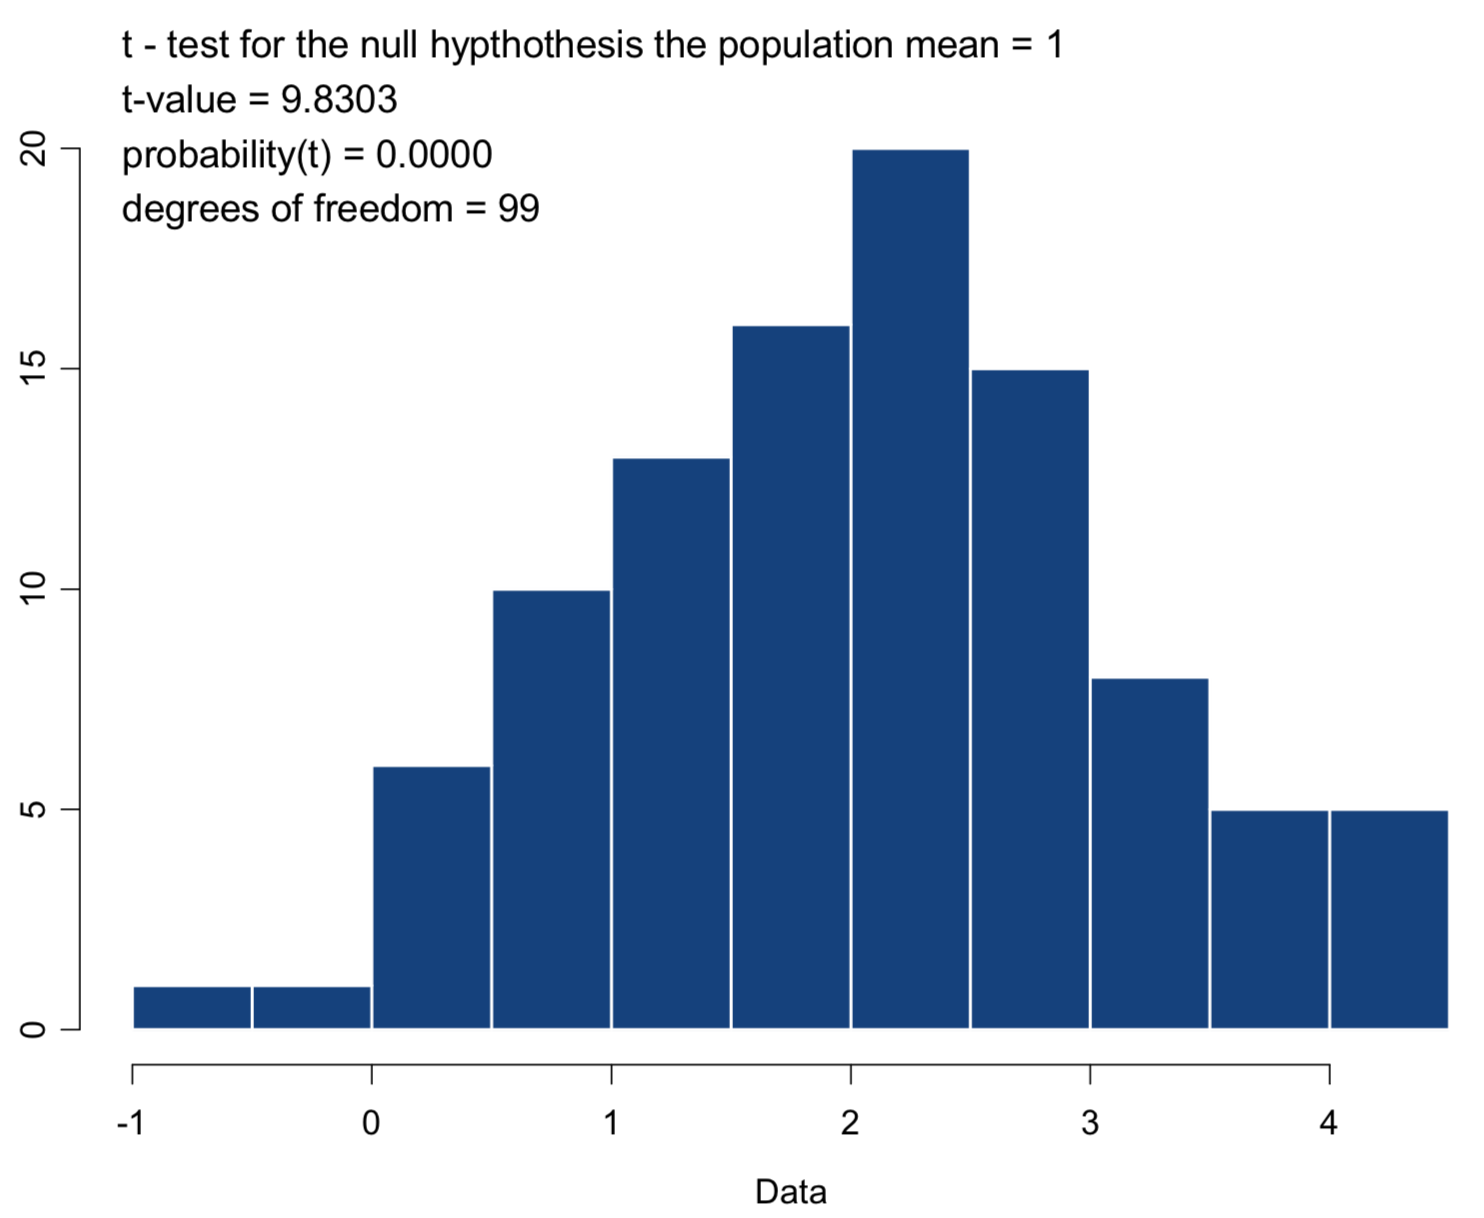 t - test for the null hypthothesis the population mean = 1
t-value = 9.8303
probability(t) = 0.0000
degrees of freedom = 99
20
15
10
5
0
-1 0 1 2 3 4
Data